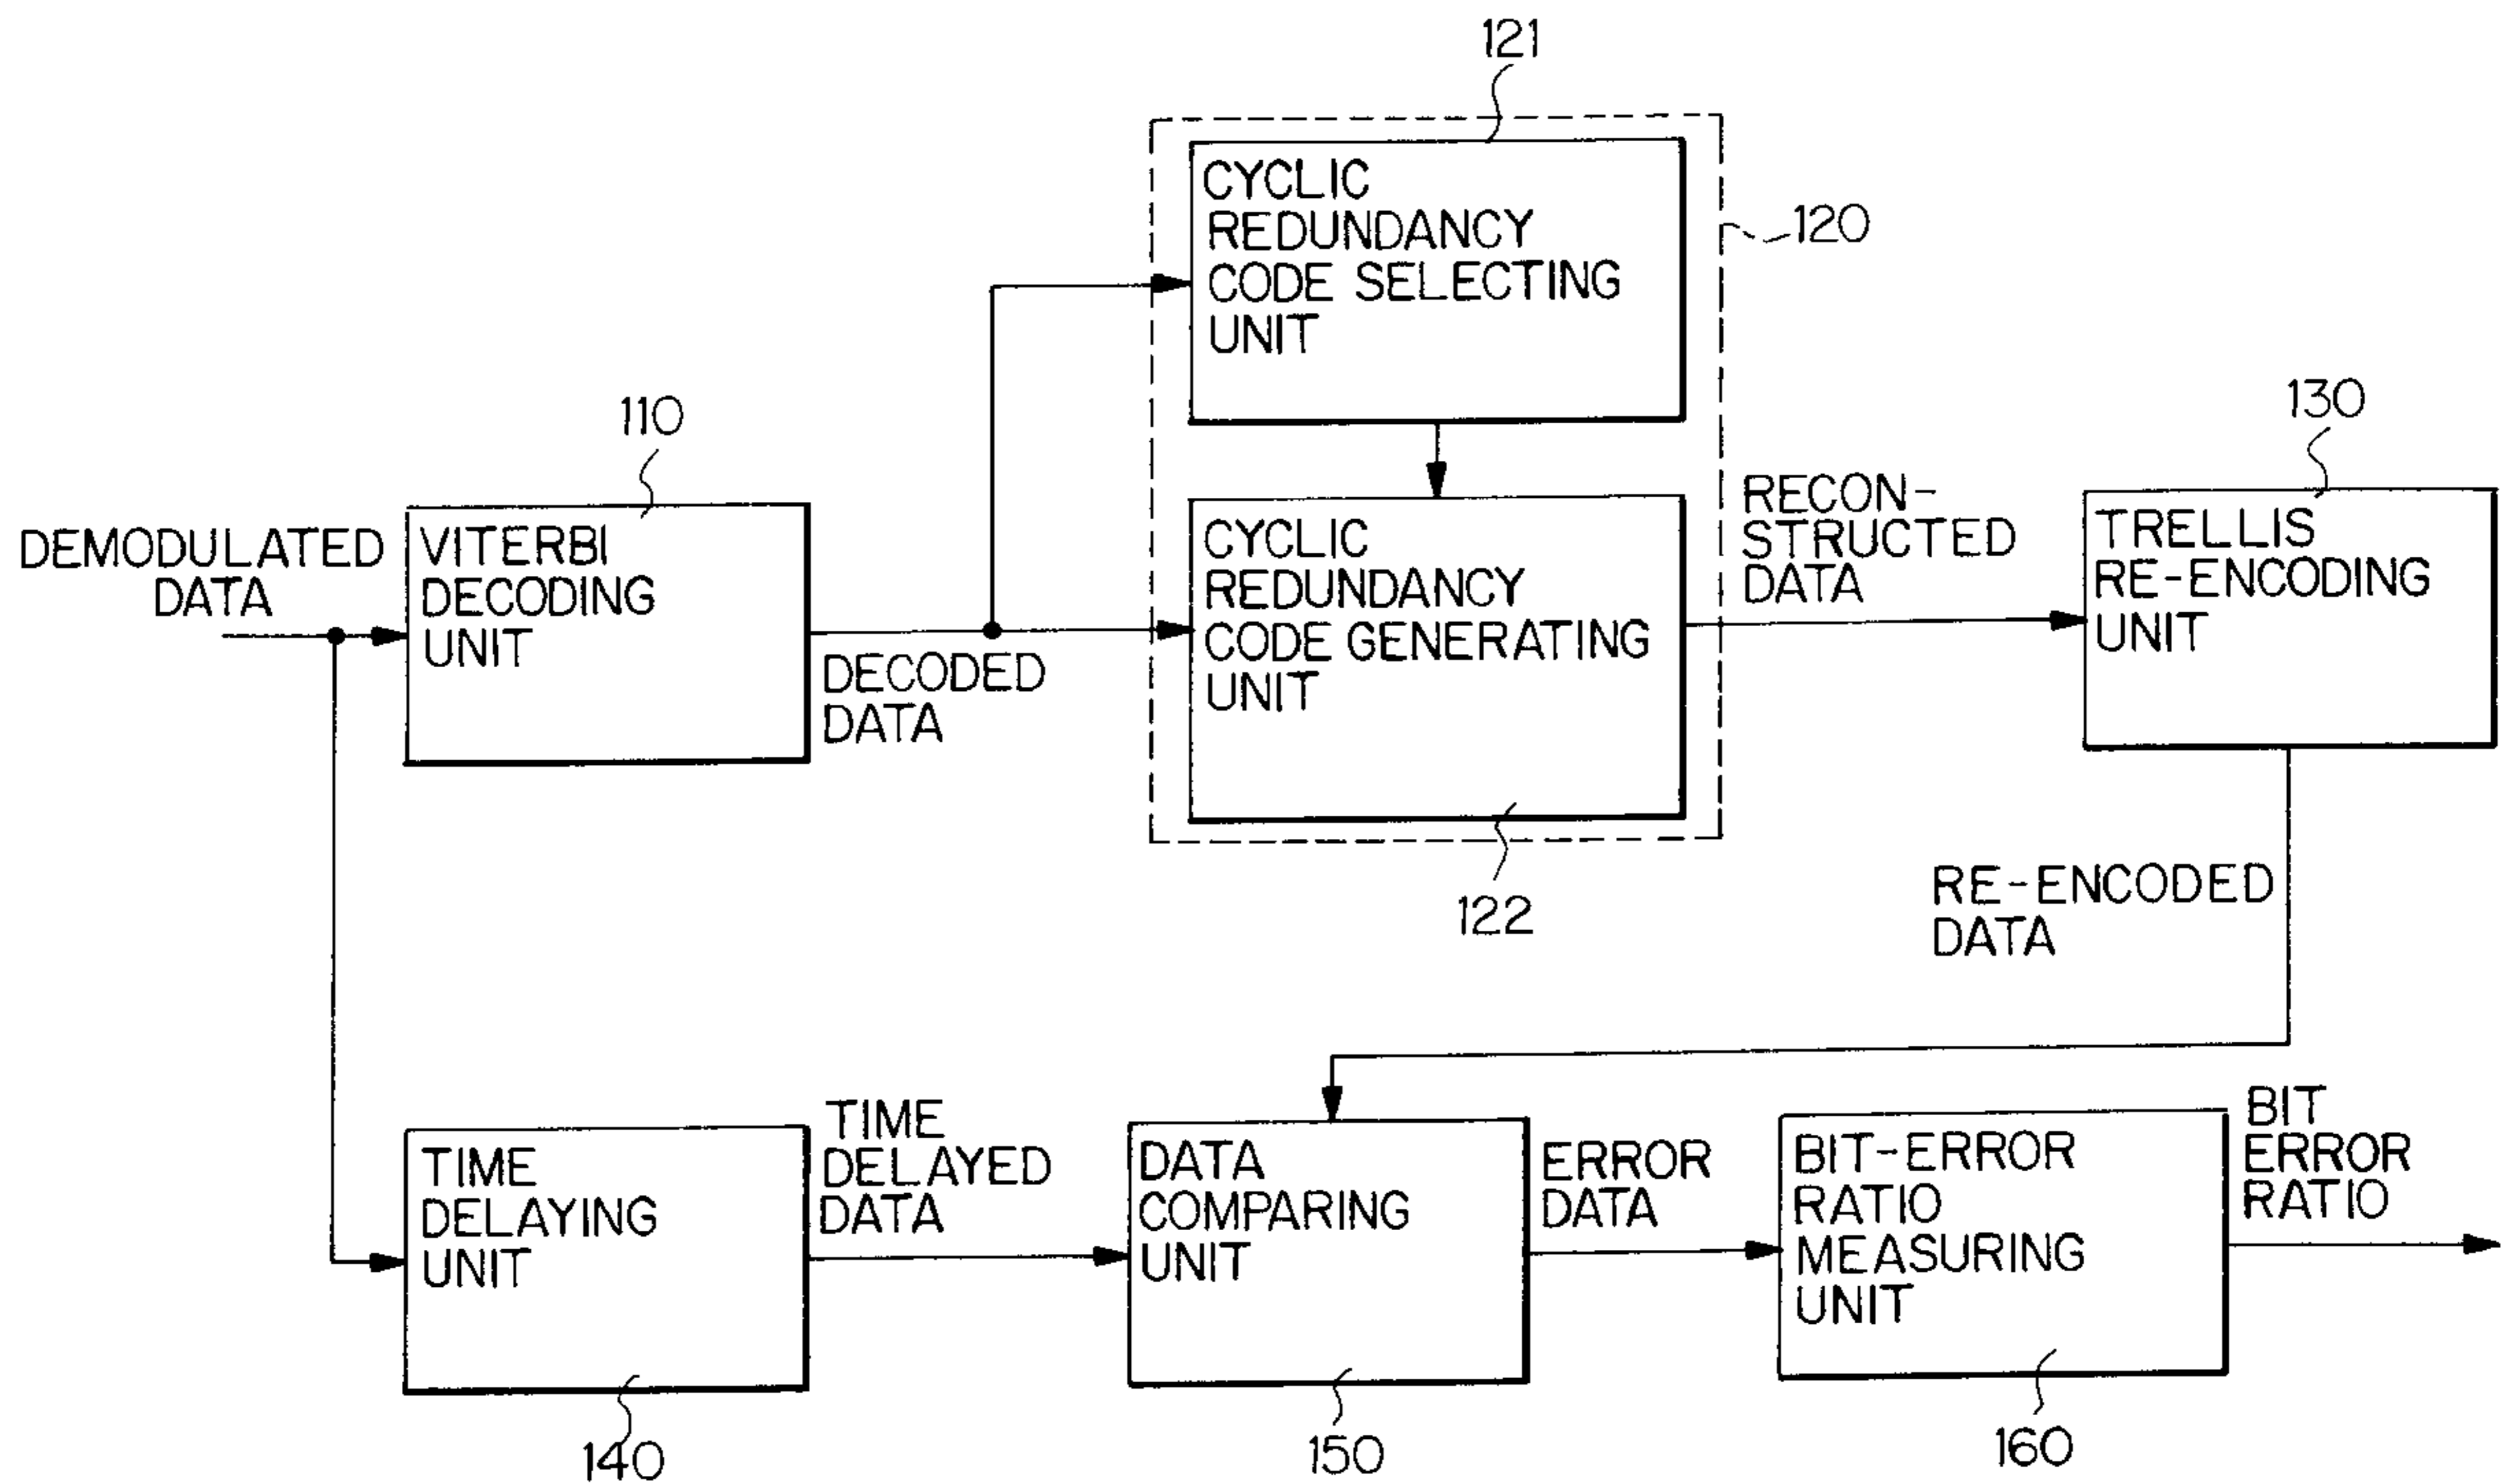 121
CYCLIC
REDUNDANCY
CODE SELECTING
UNIT
120
110
130
DEMODULATED
DATA
VITERBI
DECODING
UNIT
DECODED
DATA
CYCLIC
REDUNDANCY
CODE GENERATING
UNIT
RECON-
STRUCTED
DATA
TRELLIS
RE-ENCODING
UNIT
122
RE-ENCODED
DATA
TIME
DELAYING
UNIT
TIME
DELAYED
DATA
DATA
COMPARING
UNIT
ERROR
DATA
BIT-ERROR
RATIO
MEASURING
UNIT
BIT
ERROR
RATIO
140
150
160